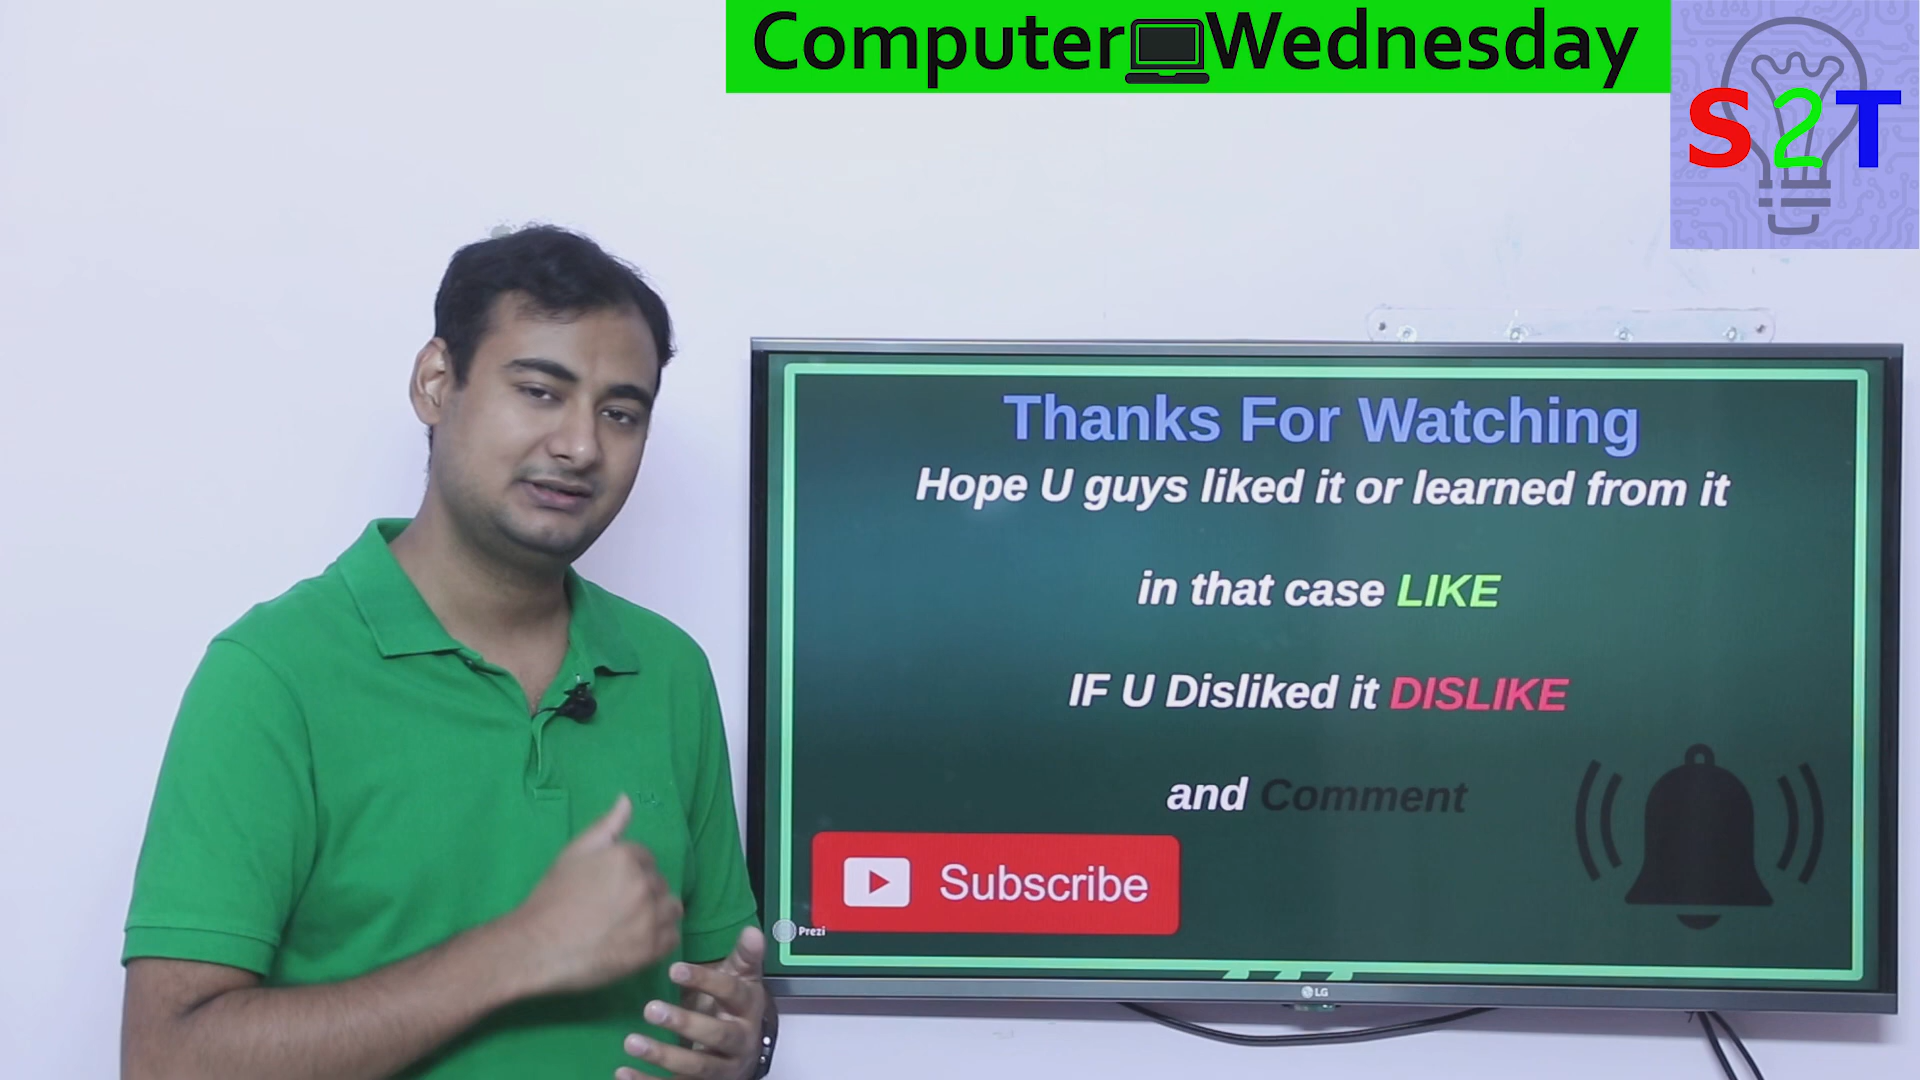 Computer Wednesday
S2T
Thanks For Watching
Hope U guys liked it or learned from it
in that case LIKE
IF U Disliked it DISLIKE
and Comment
Subscribe
Prezi
LG